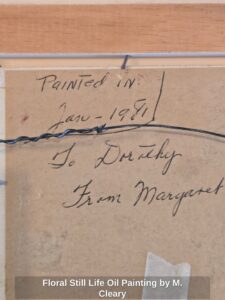 PAINTED IN
Jan - 1981
To Dorothy
From Margaret
Floral Still Life Oil Painting by M.
Cleary